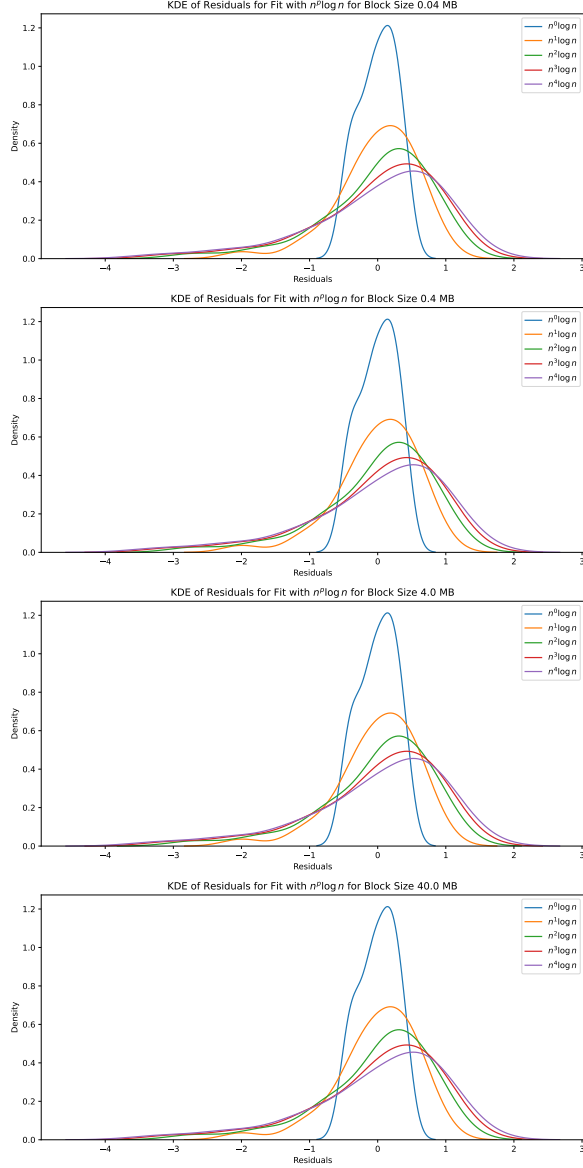 KDE of Residuals for Fit with n^p log n for Block Size 0.04 MB
n^0 log n
n^1 log n
n^2 log n
n^3 log n
n^4 log n
1.2
1.0
0.8
0.6
0.4
0.2
0.0
Density
−4 −3 −2 −1 0 1 2 3
Residuals
KDE of Residuals for Fit with n^p log n for Block Size 0.4 MB
n^0 log n
n^1 log n
n^2 log n
n^3 log n
n^4 log n
1.2
1.0
0.8
0.6
0.4
0.2
0.0
Density
−4 −3 −2 −1 0 1 2 3
Residuals
KDE of Residuals for Fit with n^p log n for Block Size 4.0 MB
n^0 log n
n^1 log n
n^2 log n
n^3 log n
n^4 log n
1.2
1.0
0.8
0.6
0.4
0.2
0.0
Density
−4 −3 −2 −1 0 1 2 3
Residuals
KDE of Residuals for Fit with n^p log n for Block Size 40.0 MB
n^0 log n
n^1 log n
n^2 log n
n^3 log n
n^4 log n
1.2
1.0
0.8
0.6
0.4
0.2
0.0
Density
−4 −3 −2 −1 0 1 2 3
Residuals